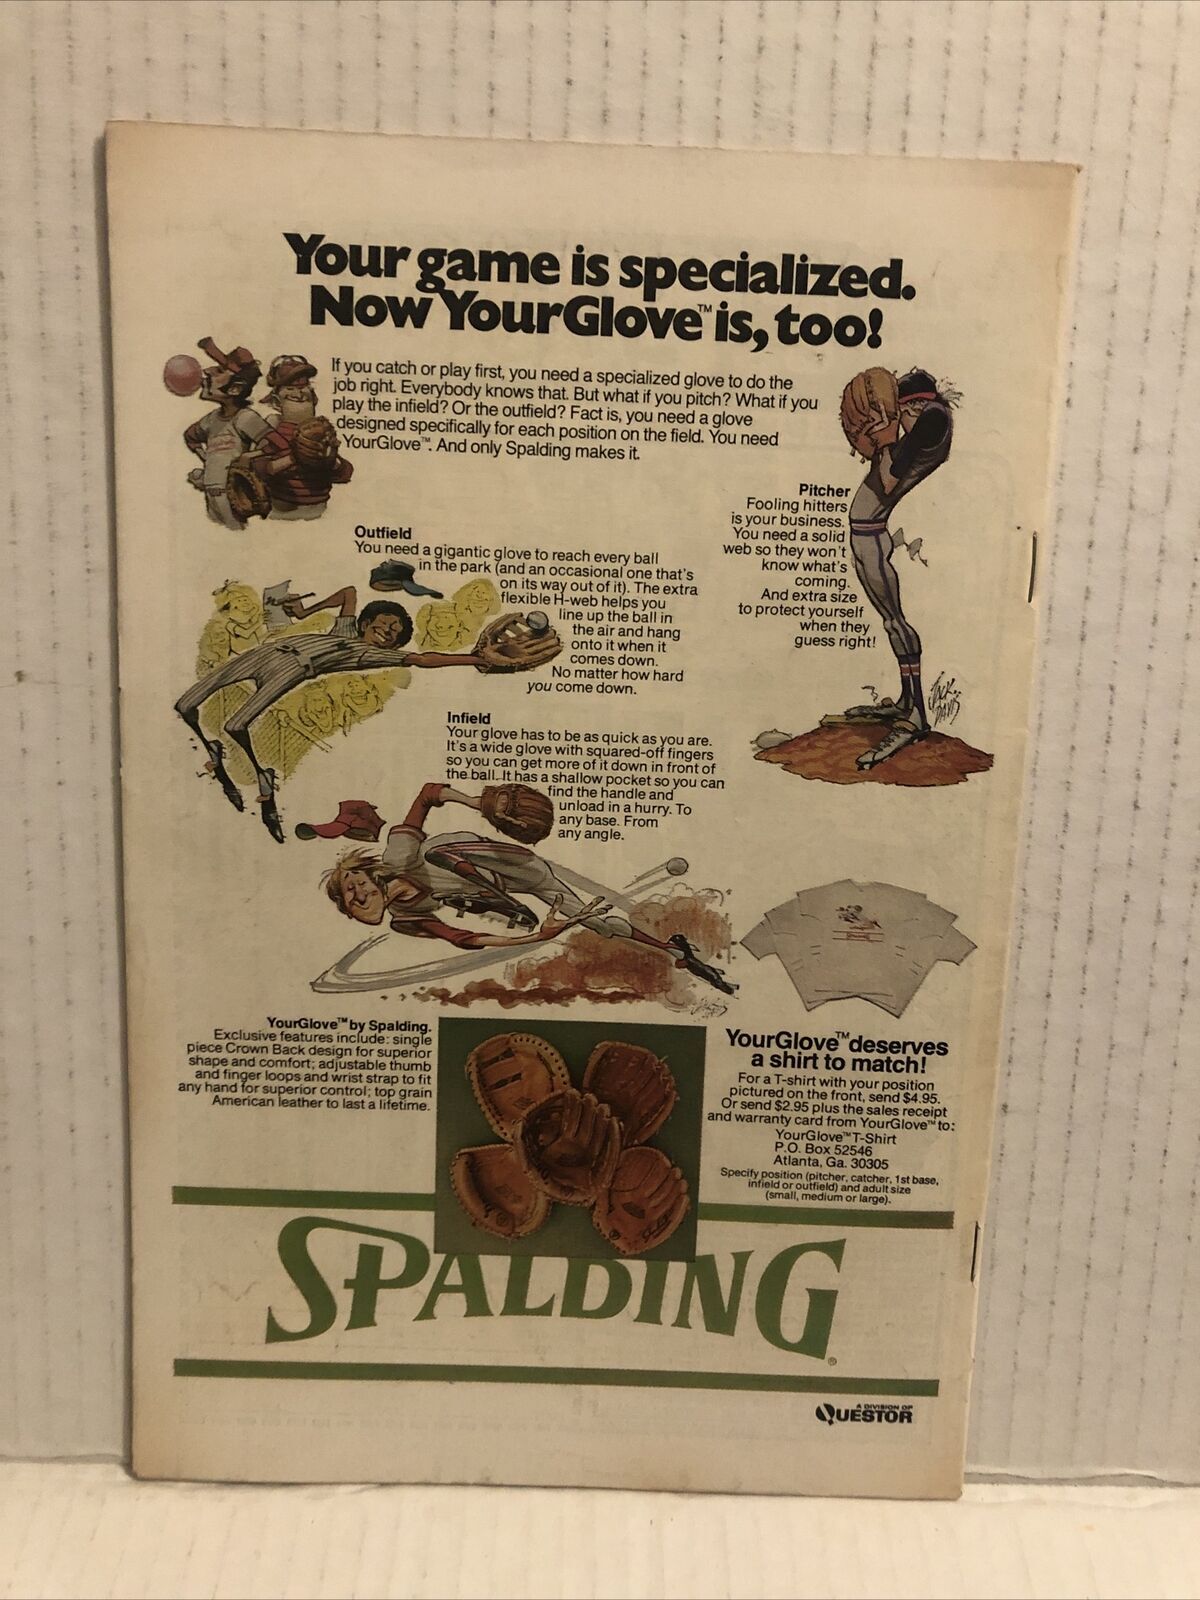 Your game is specialized.
Now YourGlove™ is, too!
If you catch or play first, you need a specialized glove to do the
job right. Everybody knows that. But what if you pitch? What if you
play the infield? Or the outfield? Fact is, you need a glove
designed specifically for each position on the field. You need
YourGlove™. And only Spalding makes it.
Pitcher
Fooling hitters
is your business.
You need a solid
web so they won't
know what's
coming.
And extra size
to protect yourself
when they
guess right!
JACK
DAVIS
Outfield
You need a gigantic glove to reach every ball
in the park (and an occasional one that's
on its way out of it). The extra
flexible H-web helps you
line up the ball in
the air and hang
onto it when it
comes down.
No matter how hard
you come down.
Infield
Your glove has to be as quick as you are.
It's a wide glove with squared-off fingers
so you can get more of it down in front of
the ball. It has a shallow pocket so you can
find the handle and
unload in a hurry. To
any base. From
any angle.
YourGlove™ by Spalding.
Exclusive features include: single
piece Crown Back design for superior
shape and comfort; adjustable thumb
and finger loops and wrist strap to fit
any hand for superior control; top grain
American leather to last a lifetime.
YourGlove™ deserves
a shirt to match!
For a T-shirt with your position
pictured on the front, send $4.95.
Or send $2.95 plus the sales receipt
and warranty card from YourGlove™ to:
YourGlove™ T-Shirt
P.O. Box 52546
Atlanta, Ga. 30305
Specify position (pitcher, catcher, 1st base,
infield or outfield) and adult size
(small, medium or large).
SPALDING®
A DIVISION OF
QUESTOR